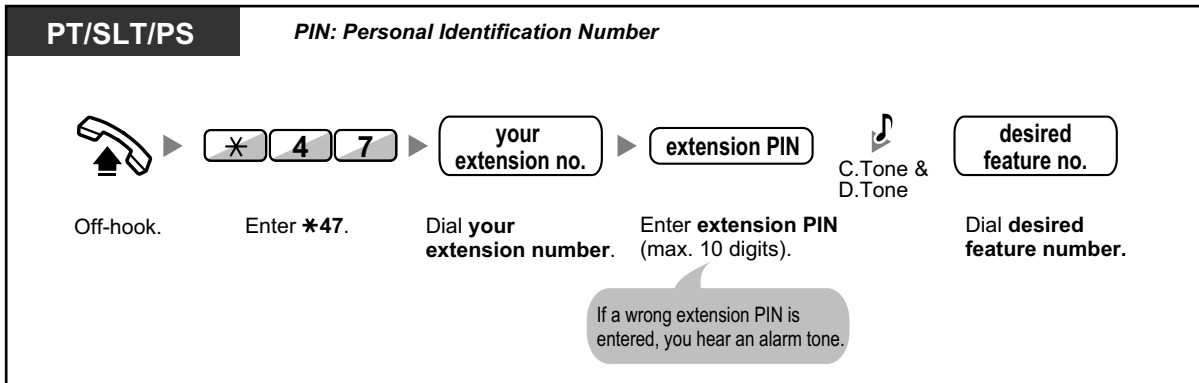 PT/SLT/PS
PIN: Personal Identification Number
* 4 7
your
extension no.
extension PIN
C.Tone &
D.Tone
desired
feature no.
Off-hook.
Enter *47.
Dial your
extension number.
Enter extension PIN
(max. 10 digits).
Dial desired
feature number.
If a wrong extension PIN is
entered, you hear an alarm tone.